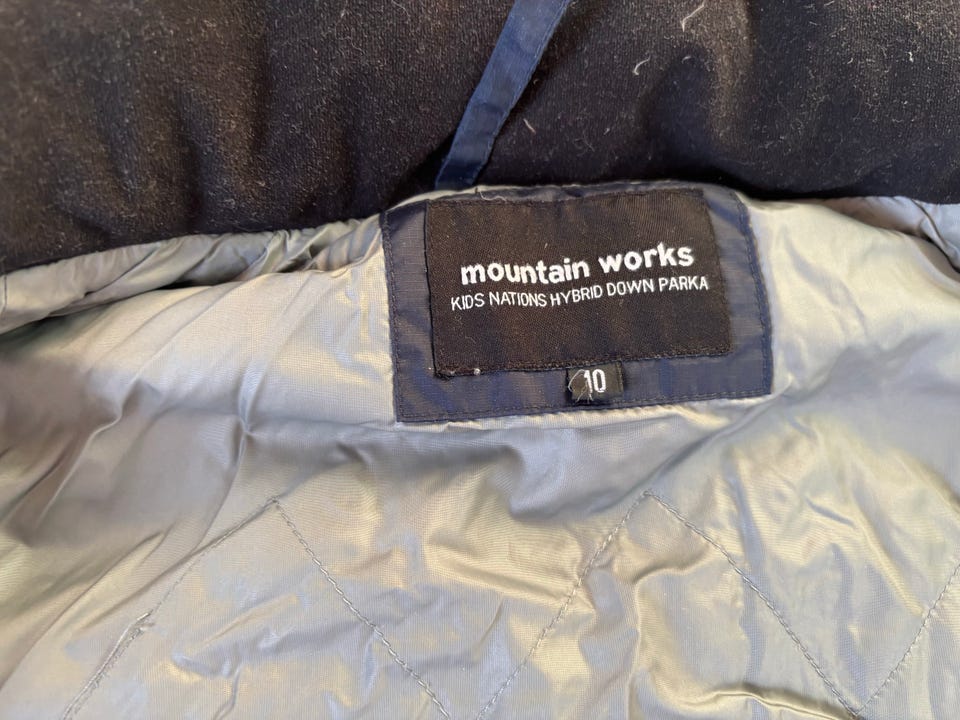 mountain works
KIDS NATIONS HYBRID DOWN PARKA
10